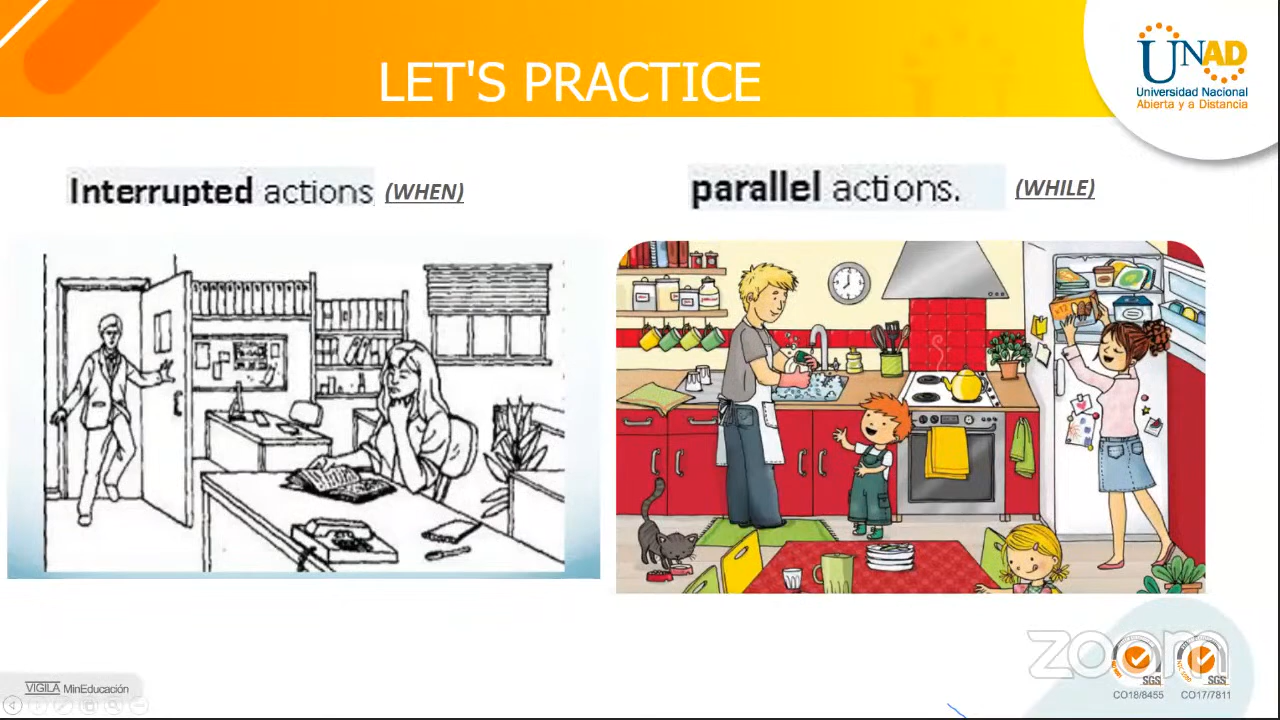 LET'S PRACTICE
UNAD
Universidad Nacional
Abierta y a Distancia
Interrupted actions (WHEN)
parallel actions. (WHILE)
zoom
SGS
SGS
CO18/8455
CO17/7811
VIGILA MinEducación